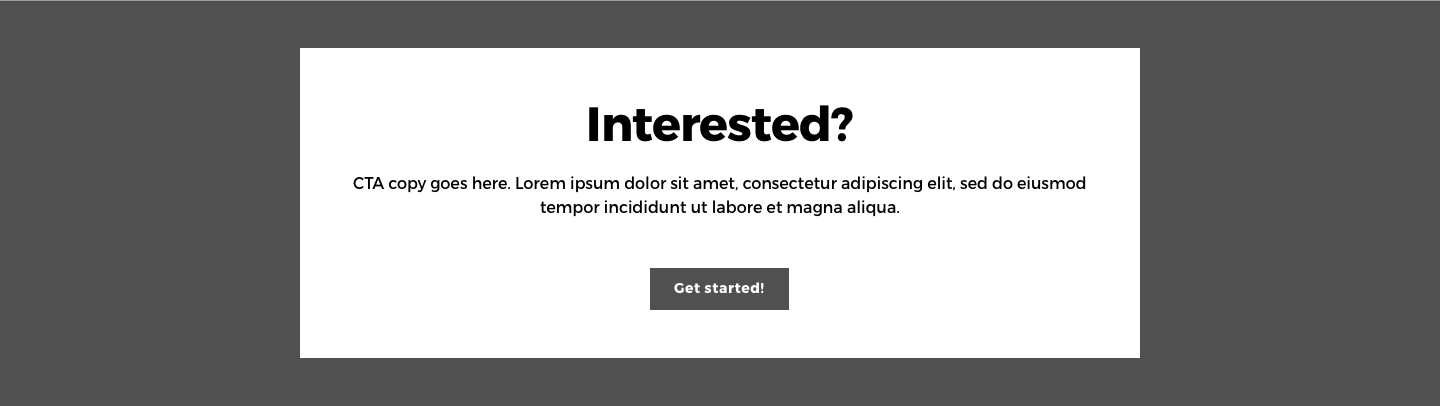 Interested?
CTA copy goes here. Lorem ipsum dolor sit amet, consectetur adipiscing elit, sed do eiusmod
tempor incididunt ut labore et magna aliqua.
Get started!